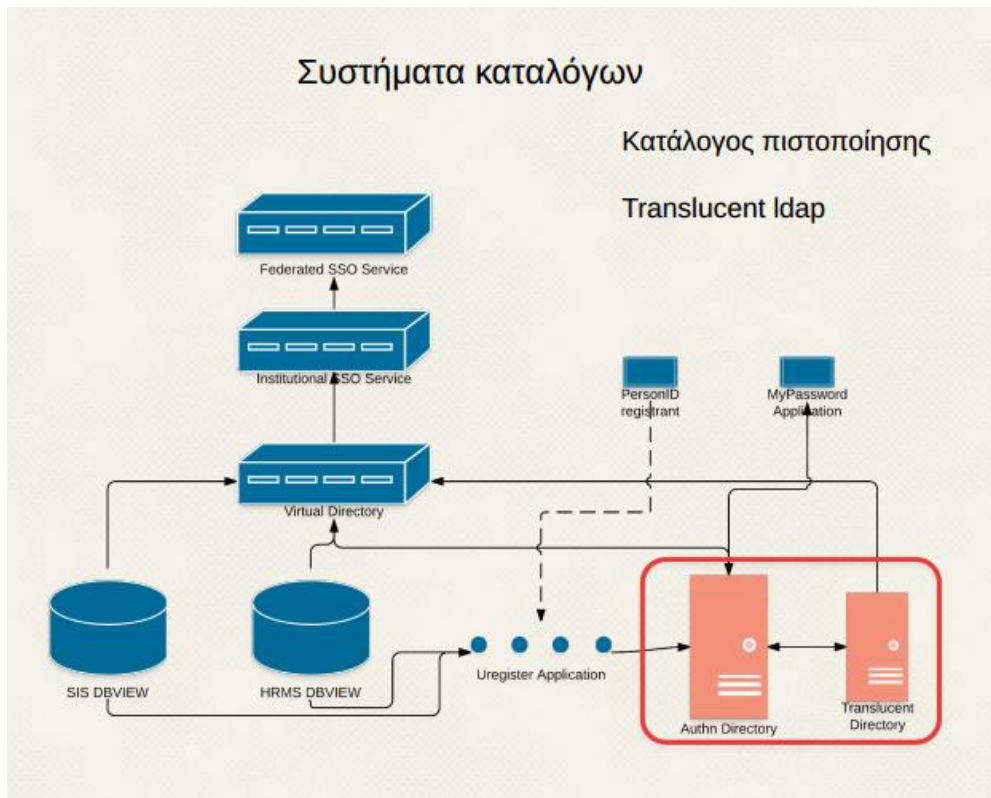 Συστήματα καταλόγων
Κατάλογος πιστοποίησης
Translucent ldap
Federated SSO Service
Institutional SSO Service
PersonID
registrant
MyPassword
Application
Virtual Directory
SIS DBVIEW
HRMS DBVIEW
Uregister Application
Authn Directory
Translucent
Directory